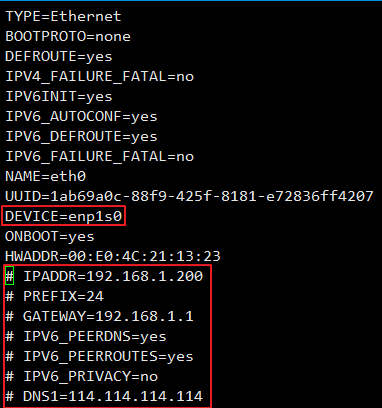 TYPE=Ethernet
BOOTPROTO=none
DEFROUTE=yes
IPV4_FAILURE_FATAL=no
IPV6INIT=yes
IPV6_AUTOCONF=yes
IPV6_DEFROUTE=yes
IPV6_FAILURE_FATAL=no
NAME=eth0
UUID=1ab69a0c-88f9-425f-8181-e72836ff4207
DEVICE=enp1s0
ONBOOT=yes
HWADDR=00:E0:4C:21:13:23
# IPADDR=192.168.1.200
# PREFIX=24
# GATEWAY=192.168.1.1
# IPV6_PEERDNS=yes
# IPV6_PEERROUTES=yes
# IPV6_PRIVACY=no
# DNS1=114.114.114.114